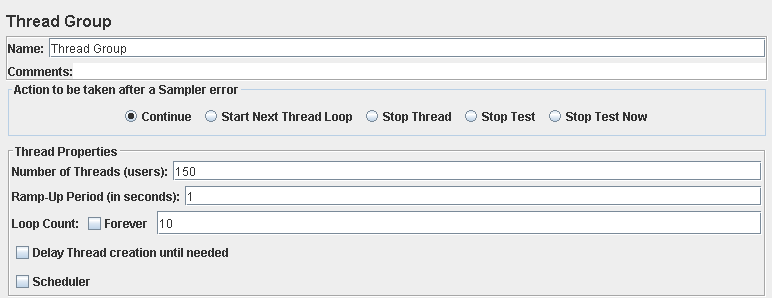 Thread Group
Name: Thread Group
Comments:
Action to be taken after a Sampler error
Continue Start Next Thread Loop Stop Thread Stop Test Stop Test Now
Thread Properties
Number of Threads (users): 150
Ramp-Up Period (in seconds): 1
Loop Count: Forever 10
Delay Thread creation until needed
Scheduler